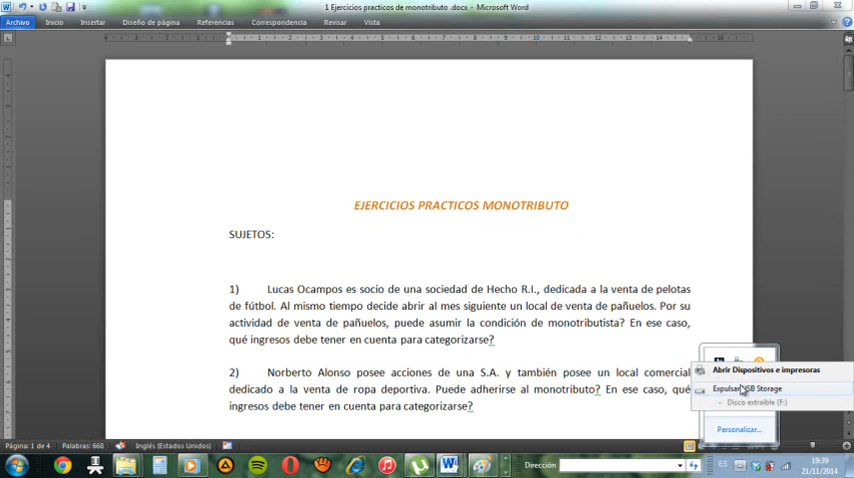 1 Ejercicios practicos de monotributo .docx - Microsoft Word
Archivo Inicio Insertar Diseño de página Referencias Correspondencia Revisar Vista
EJERCICIOS PRACTICOS MONOTRIBUTO
SUJETOS:
1) Lucas Ocampos es socio de una sociedad de Hecho R.I., dedicada a la venta de pelotas
de fútbol. Al mismo tiempo decide abrir al mes siguiente un local de venta de pañuelos. Por su
actividad de venta de pañuelos, puede asumir la condición de monotributista? En ese caso,
qué ingresos debe tener en cuenta para categorizarse?
2) Norberto Alonso posee acciones de una S.A. y también posee un local comercial
dedicado a la venta de ropa deportiva. Puede adherirse al monotributo? En ese caso, qué
ingresos debe tener en cuenta para categorizarse?
Abrir Dispositivos e impresoras
Expulsar USB Storage
- Disco extraíble (F:)
Personalizar...
Página: 1 de 4 Palabras: 668 Inglés (Estados Unidos)
Dirección
ES
19:39
21/11/2014